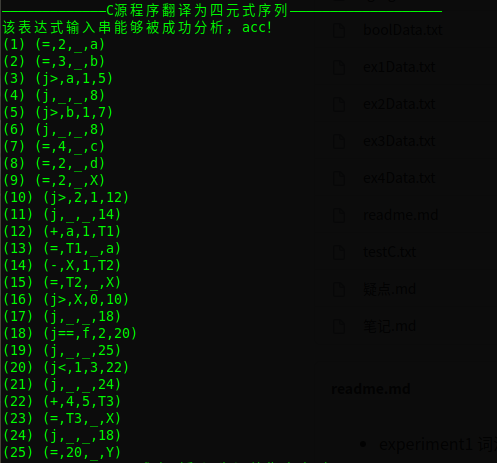 ——————————C源程序翻译为四元式序列——————————————
该表达式输入串能够被成功分析，acc!
(1) (=,2,_,a)
(2) (=,3,_,b)
(3) (j>,a,1,5)
(4) (j,_,_,8)
(5) (j>,b,1,7)
(6) (j,_,_,8)
(7) (=,4,_,c)
(8) (=,2,_,d)
(9) (=,2,_,X)
(10) (j>,2,1,12)
(11) (j,_,_,14)
(12) (+,a,1,T1)
(13) (=,T1,_,a)
(14) (-,X,1,T2)
(15) (=,T2,_,X)
(16) (j>,X,0,10)
(17) (j,_,_,18)
(18) (j==,f,2,20)
(19) (j,_,_,25)
(20) (j<,1,3,22)
(21) (j,_,_,24)
(22) (+,4,5,T3)
(23) (=,T3,_,X)
(24) (j,_,_,18)
(25) (=,20,_,Y)
boolData.txt
ex1Data.txt
ex2Data.txt
ex3Data.txt
ex4Data.txt
readme.md
testC.txt
疑点.md
笔记.md
readme.md
• experiment1 词